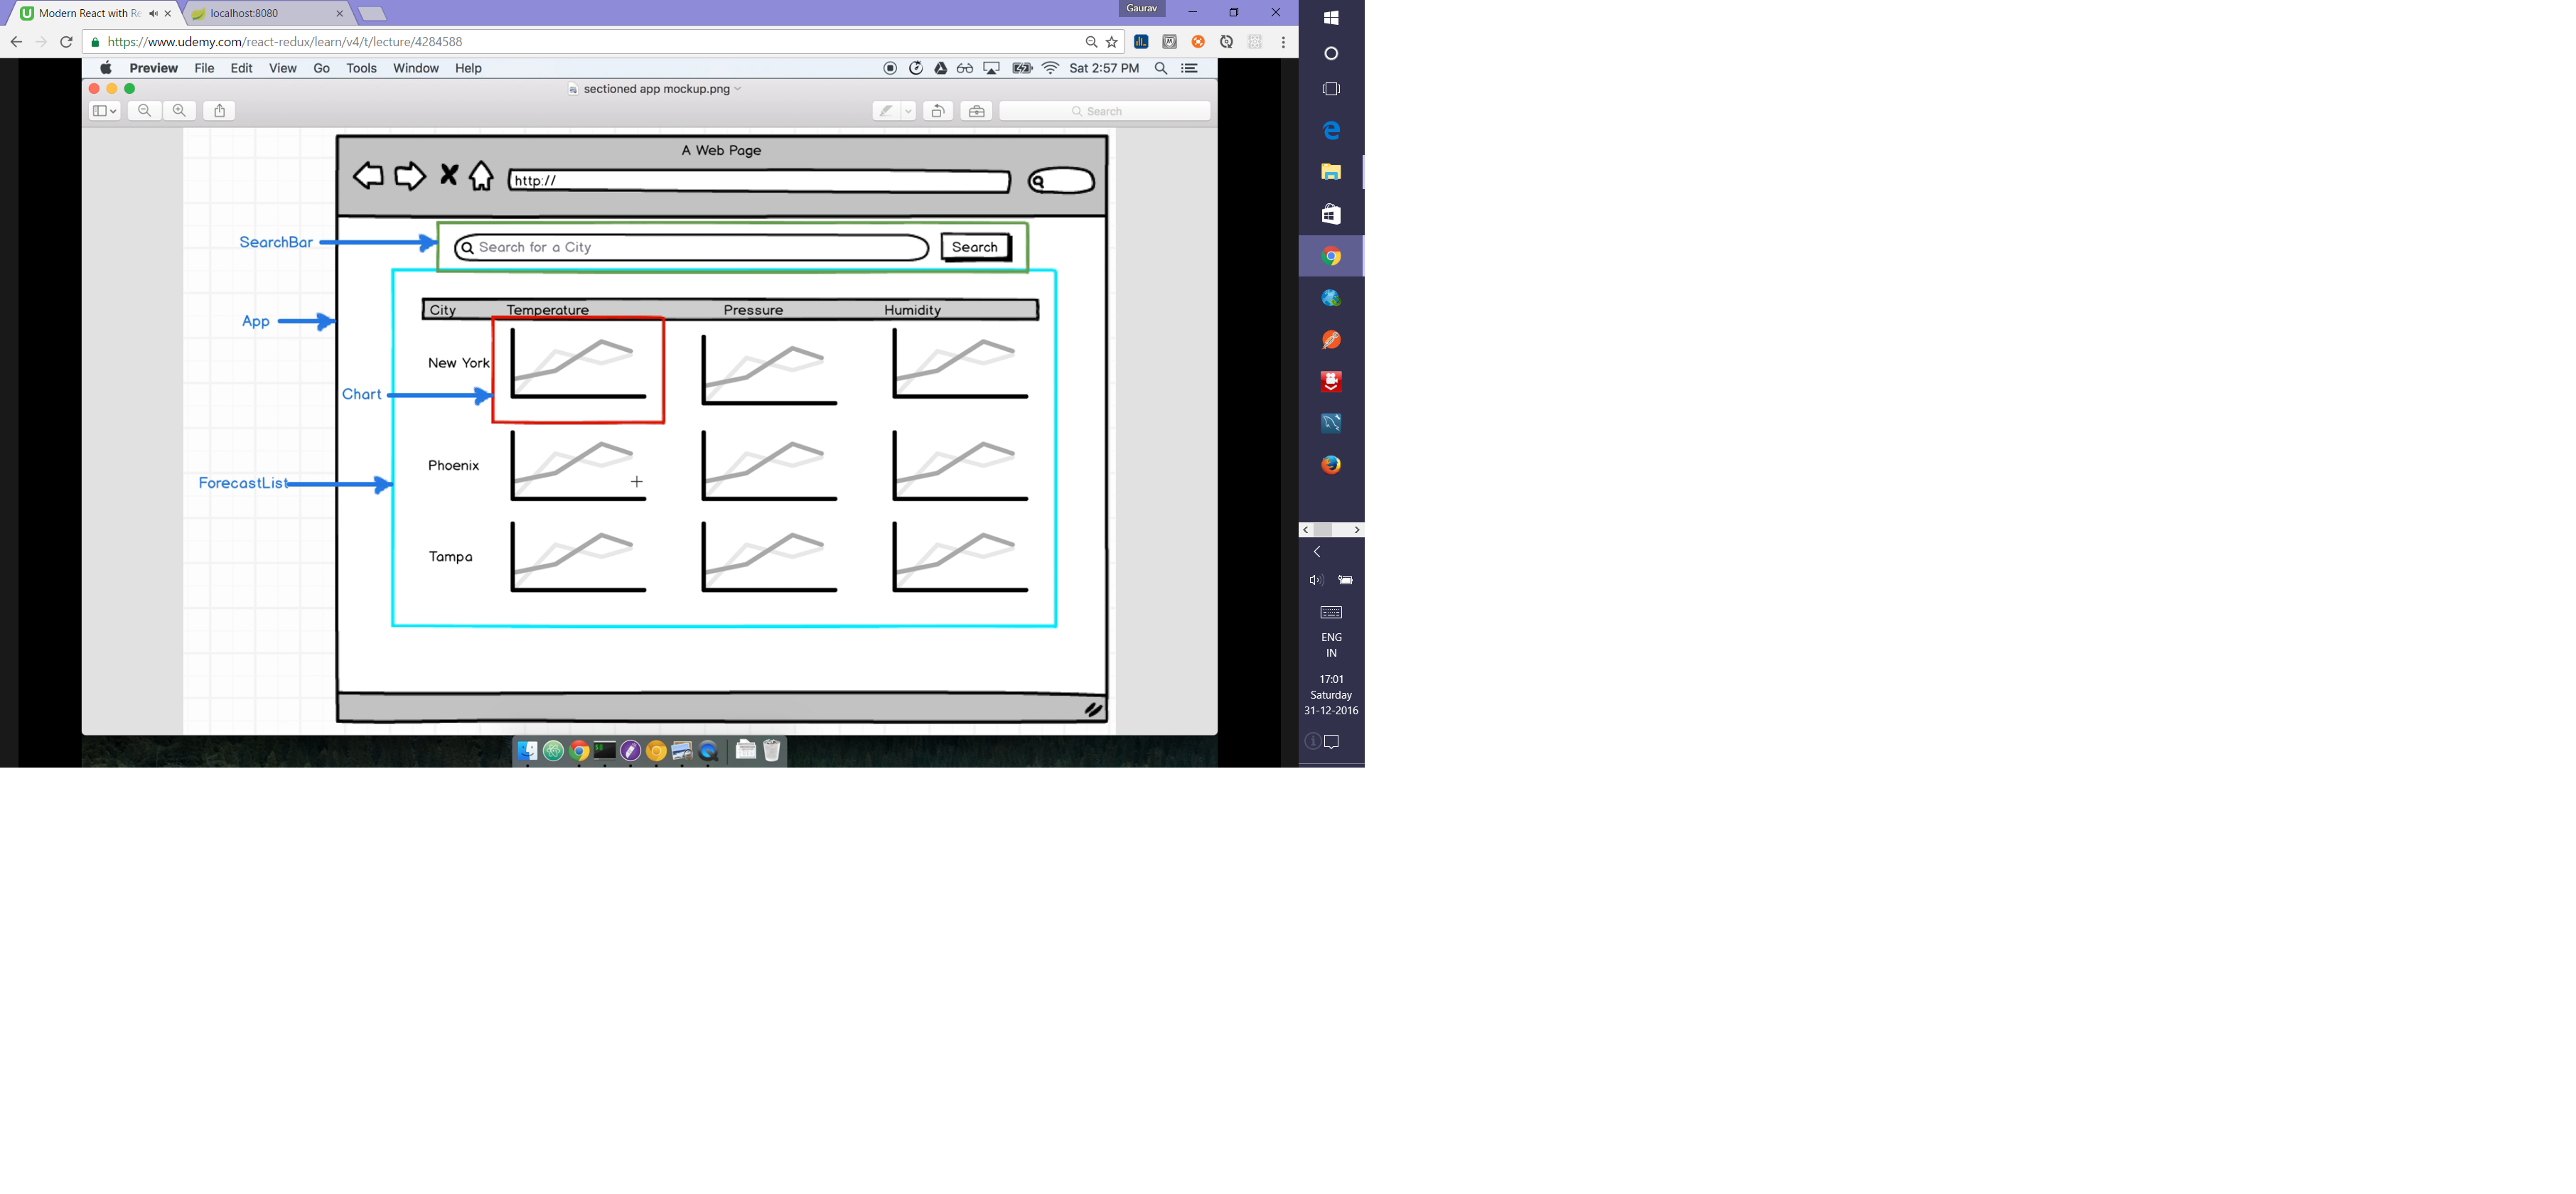 Modern React with Re
localhost:8080
Gaurav
https://www.udemy.com/react-redux/learn/v4/t/lecture/4284588
Preview File Edit View Go Tools Window Help
Sat 2:57 PM
sectioned app mockup.png
Search
A Web Page
http://
SearchBar
Search for a City
Search
City Temperature Pressure Humidity
App
New York
Chart
Phoenix
ForecastList
Tampa
ENG
IN
17:01
Saturday
31-12-2016